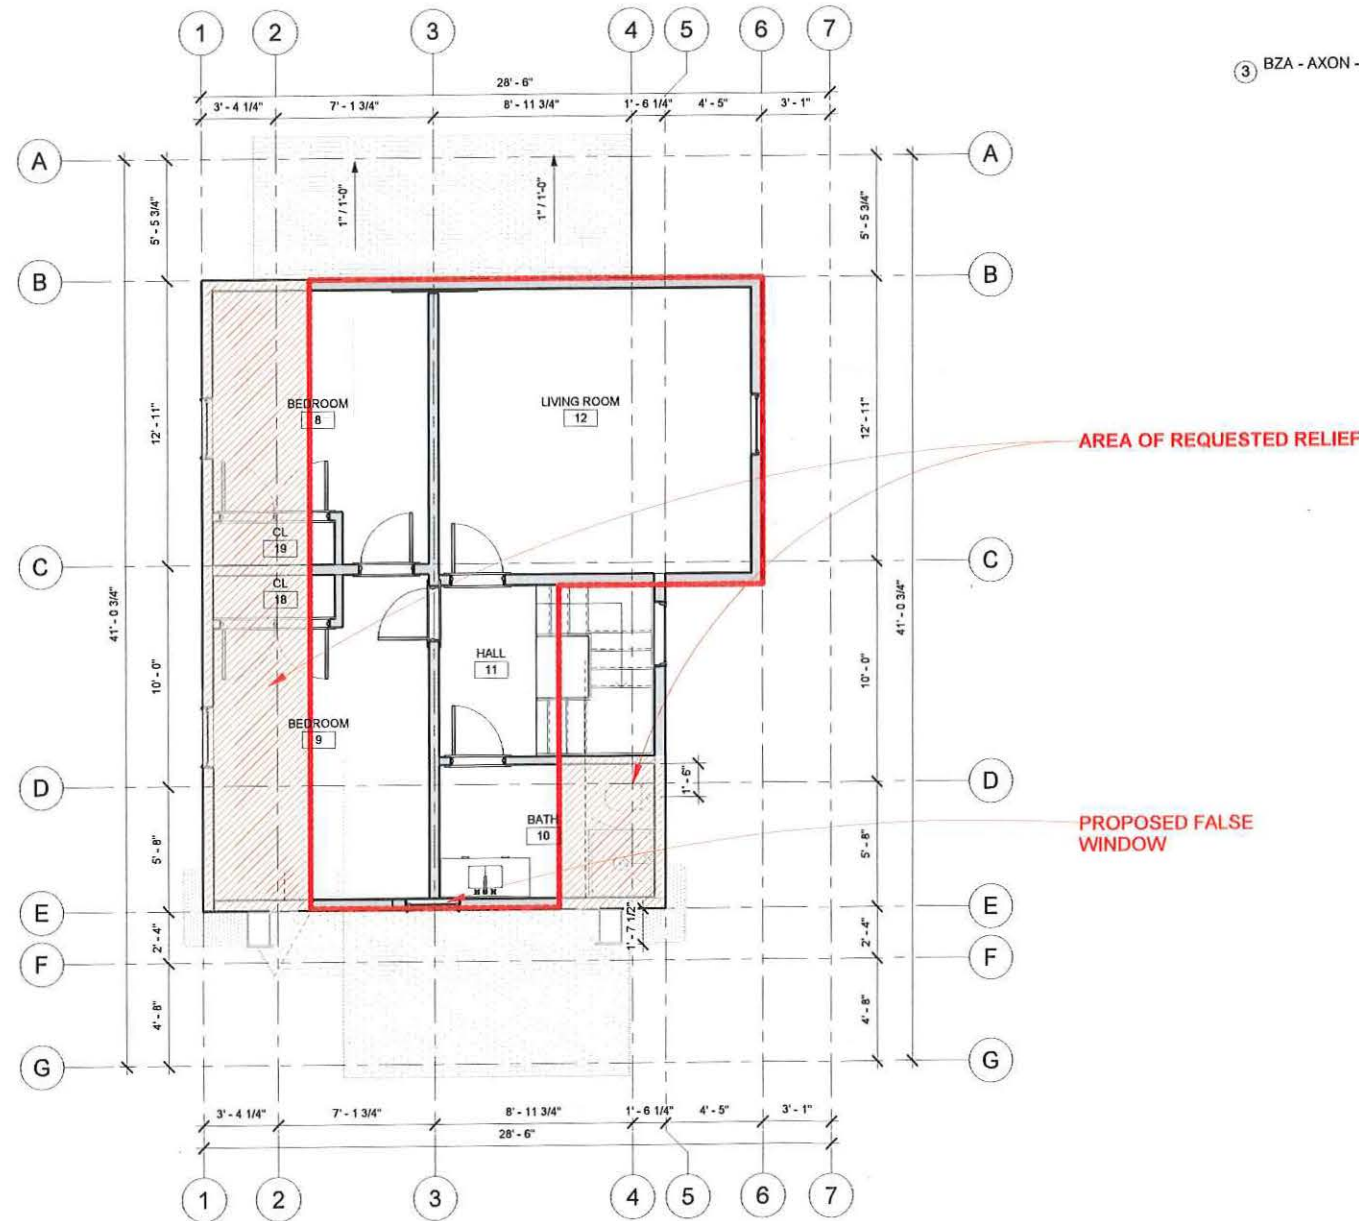 1 2 3 4 5 6 7
3 BZA - AXON -
28' - 6"
3' - 4 1/4" 7' - 1 3/4" 8' - 11 3/4" 1' - 6 1/4" 4' - 5" 3' - 1"
A A
5' - 5 3/4" 1" / 1'-0" 1" / 1'-0" 5' - 5 3/4"
B B
12' - 11" 12' - 11"
BEDROOM
8
LIVING ROOM
12
AREA OF REQUESTED RELIEF
CL
19
C C
CL
18
41' - 0 3/4" 41' - 0 3/4"
10' - 0" 10' - 0"
HALL
11
BEDROOM
9
D D
1' - 6"
BATH
10
PROPOSED FALSE
WINDOW
5' - 8" 5' - 8"
E E
1' - 7 1/2"
2' - 4" 2' - 4"
F F
4' - 8" 4' - 8"
G G
3' - 4 1/4" 7' - 1 3/4" 8' - 11 3/4" 1' - 6 1/4" 4' - 5" 3' - 1"
28' - 6"
1 2 3 4 5 6 7